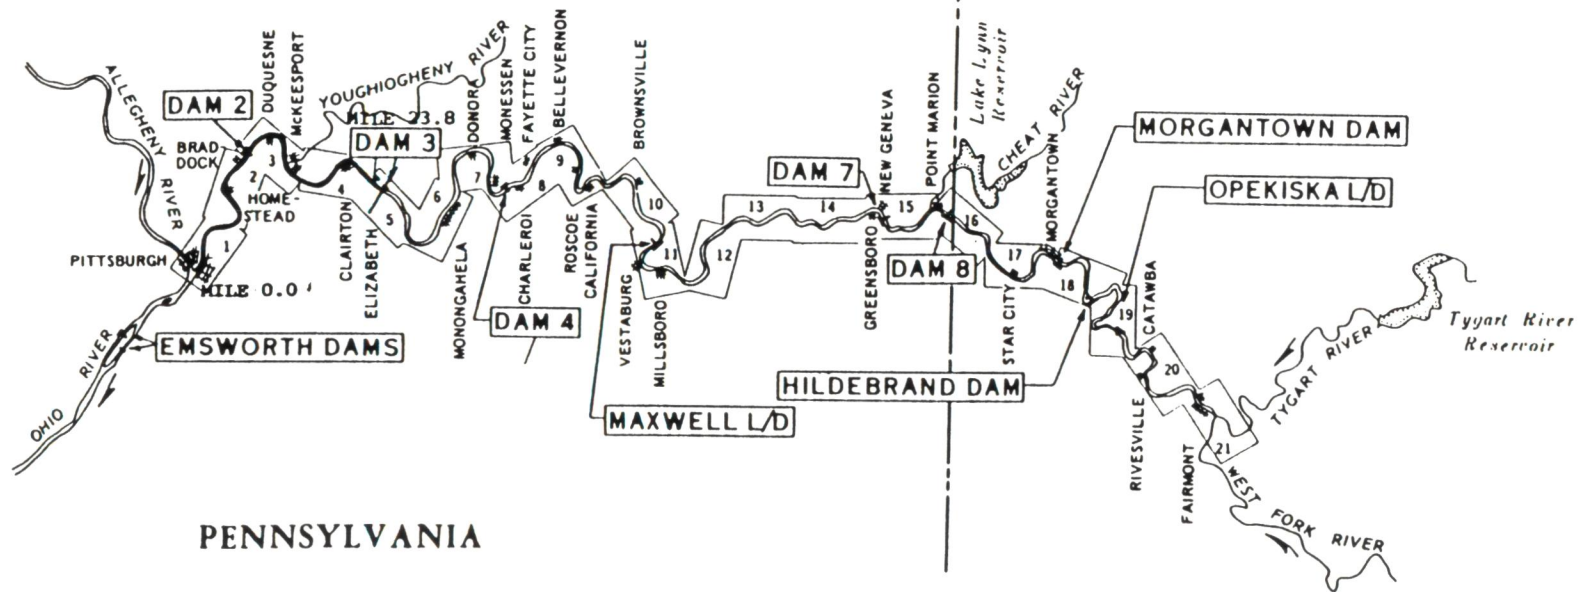 ALLEGHENY RIVER
DAM 2
DUQUESNE
McKEESPORT
YOUGHIOGHENY RIVER
MILE 23.8
DAM 3
DONORA
MONESSEN
FAYETTE CITY
BELLEVERNON
BROWNSVILLE
DAM 7
NEW GENEVA
POINT MARION
Lake Lynn
Reservoir
CHEAT RIVER
MORGANTOWN
MORGANTOWN DAM
OPEKISKA L/D
BRAD
DOCK
HOME-
STEAD
PITTSBURGH
MILE 0.0
1
2
3
4
5
6
7
8
9
10
11
12
13
14
15
16
17
18
19
20
21
CLAIRTON
ELIZABETH
MONONGAHELA
CHARLEROI
DAM 4
ROSCOE
CALIFORNIA
VESTABURG
MILLSBORO
MAXWELL L/D
GREENSBORO
DAM 8
STAR CITY
HILDEBRAND DAM
CATAWBA
RIVESVILLE
FAIRMONT
TYGART RIVER
Tygart River
Reservoir
WEST FORK RIVER
EMSWORTH DAMS
OHIO RIVER
PENNSYLVANIA